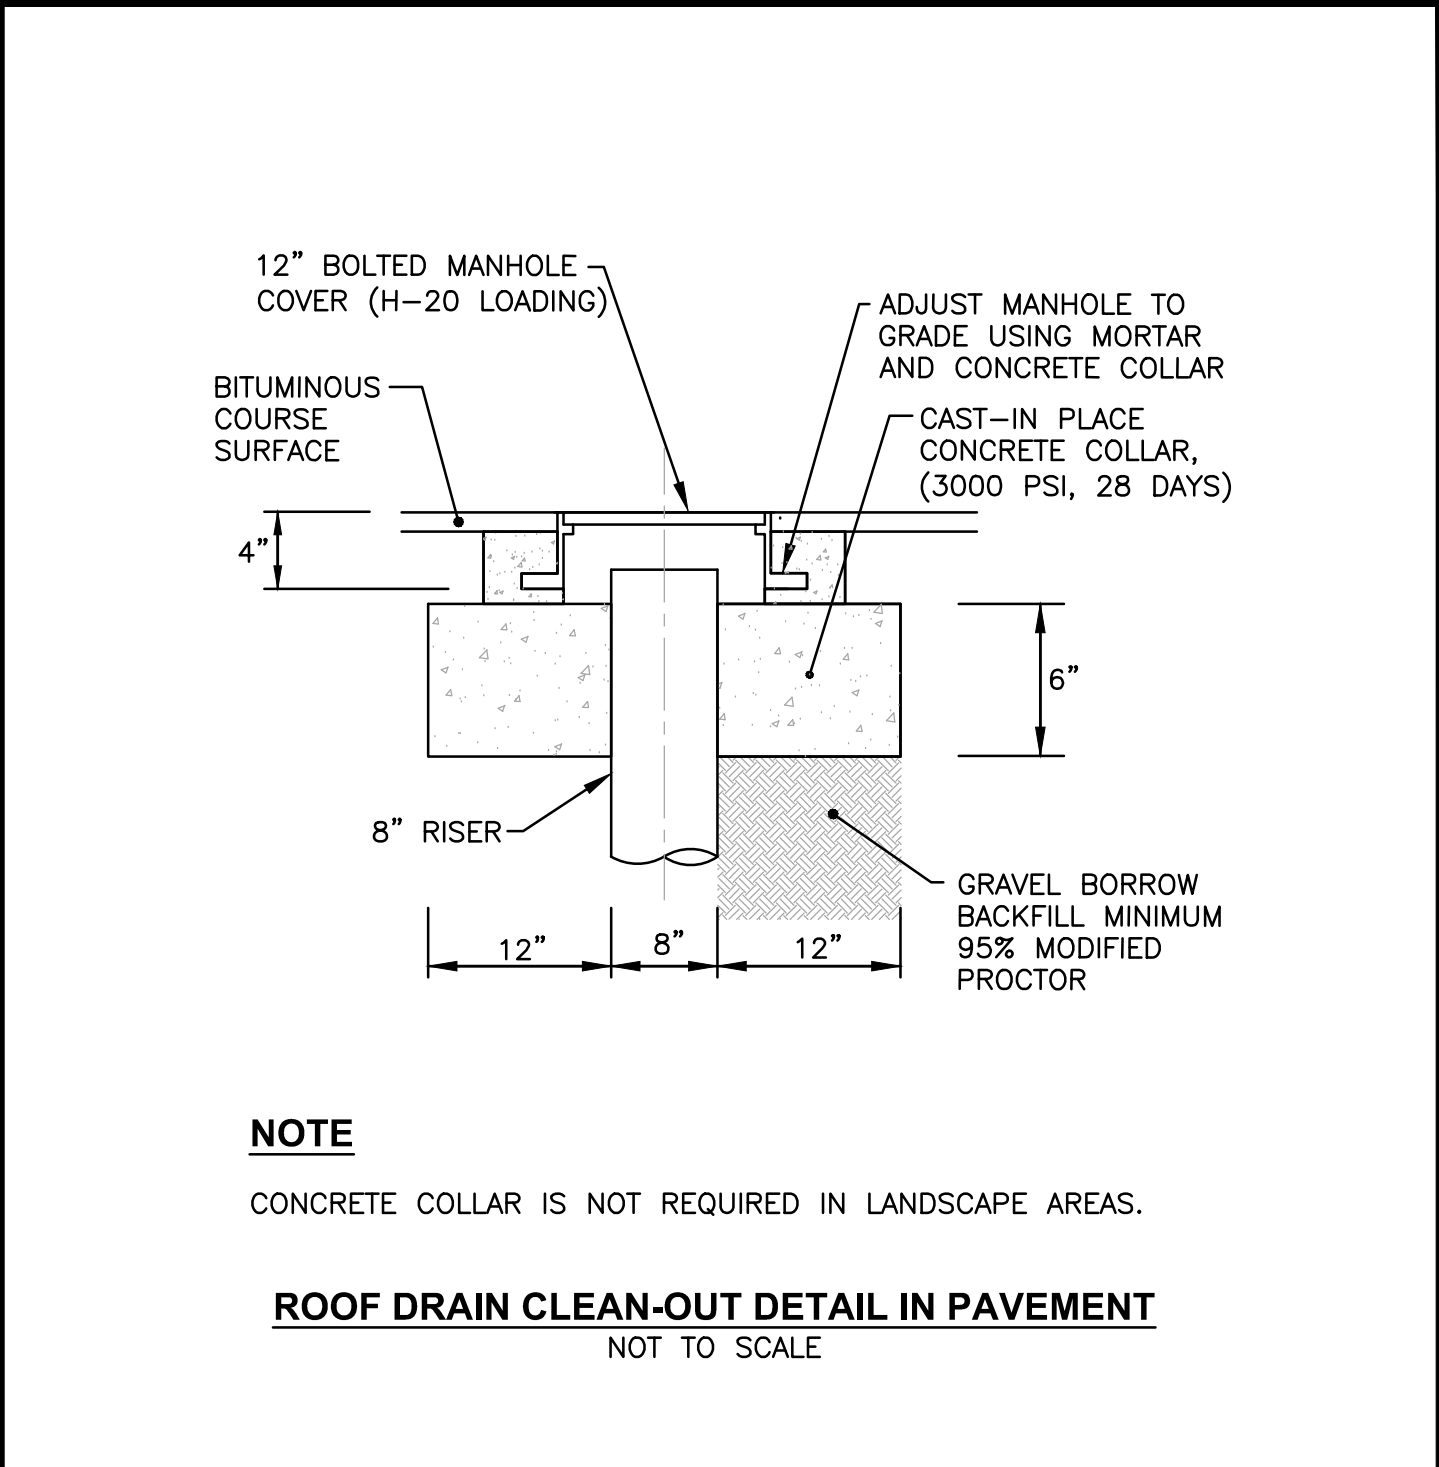 12” BOLTED MANHOLE
COVER (H–20 LOADING)
ADJUST MANHOLE TO
GRADE USING MORTAR
AND CONCRETE COLLAR
BITUMINOUS
COURSE
SURFACE
CAST–IN PLACE
CONCRETE COLLAR,
(3000 PSI, 28 DAYS)
4”
6”
8” RISER
GRAVEL BORROW
BACKFILL MINIMUM
95% MODIFIED
PROCTOR
12”
8”
12”
NOTE
CONCRETE COLLAR IS NOT REQUIRED IN LANDSCAPE AREAS.
ROOF DRAIN CLEAN-OUT DETAIL IN PAVEMENT
NOT TO SCALE